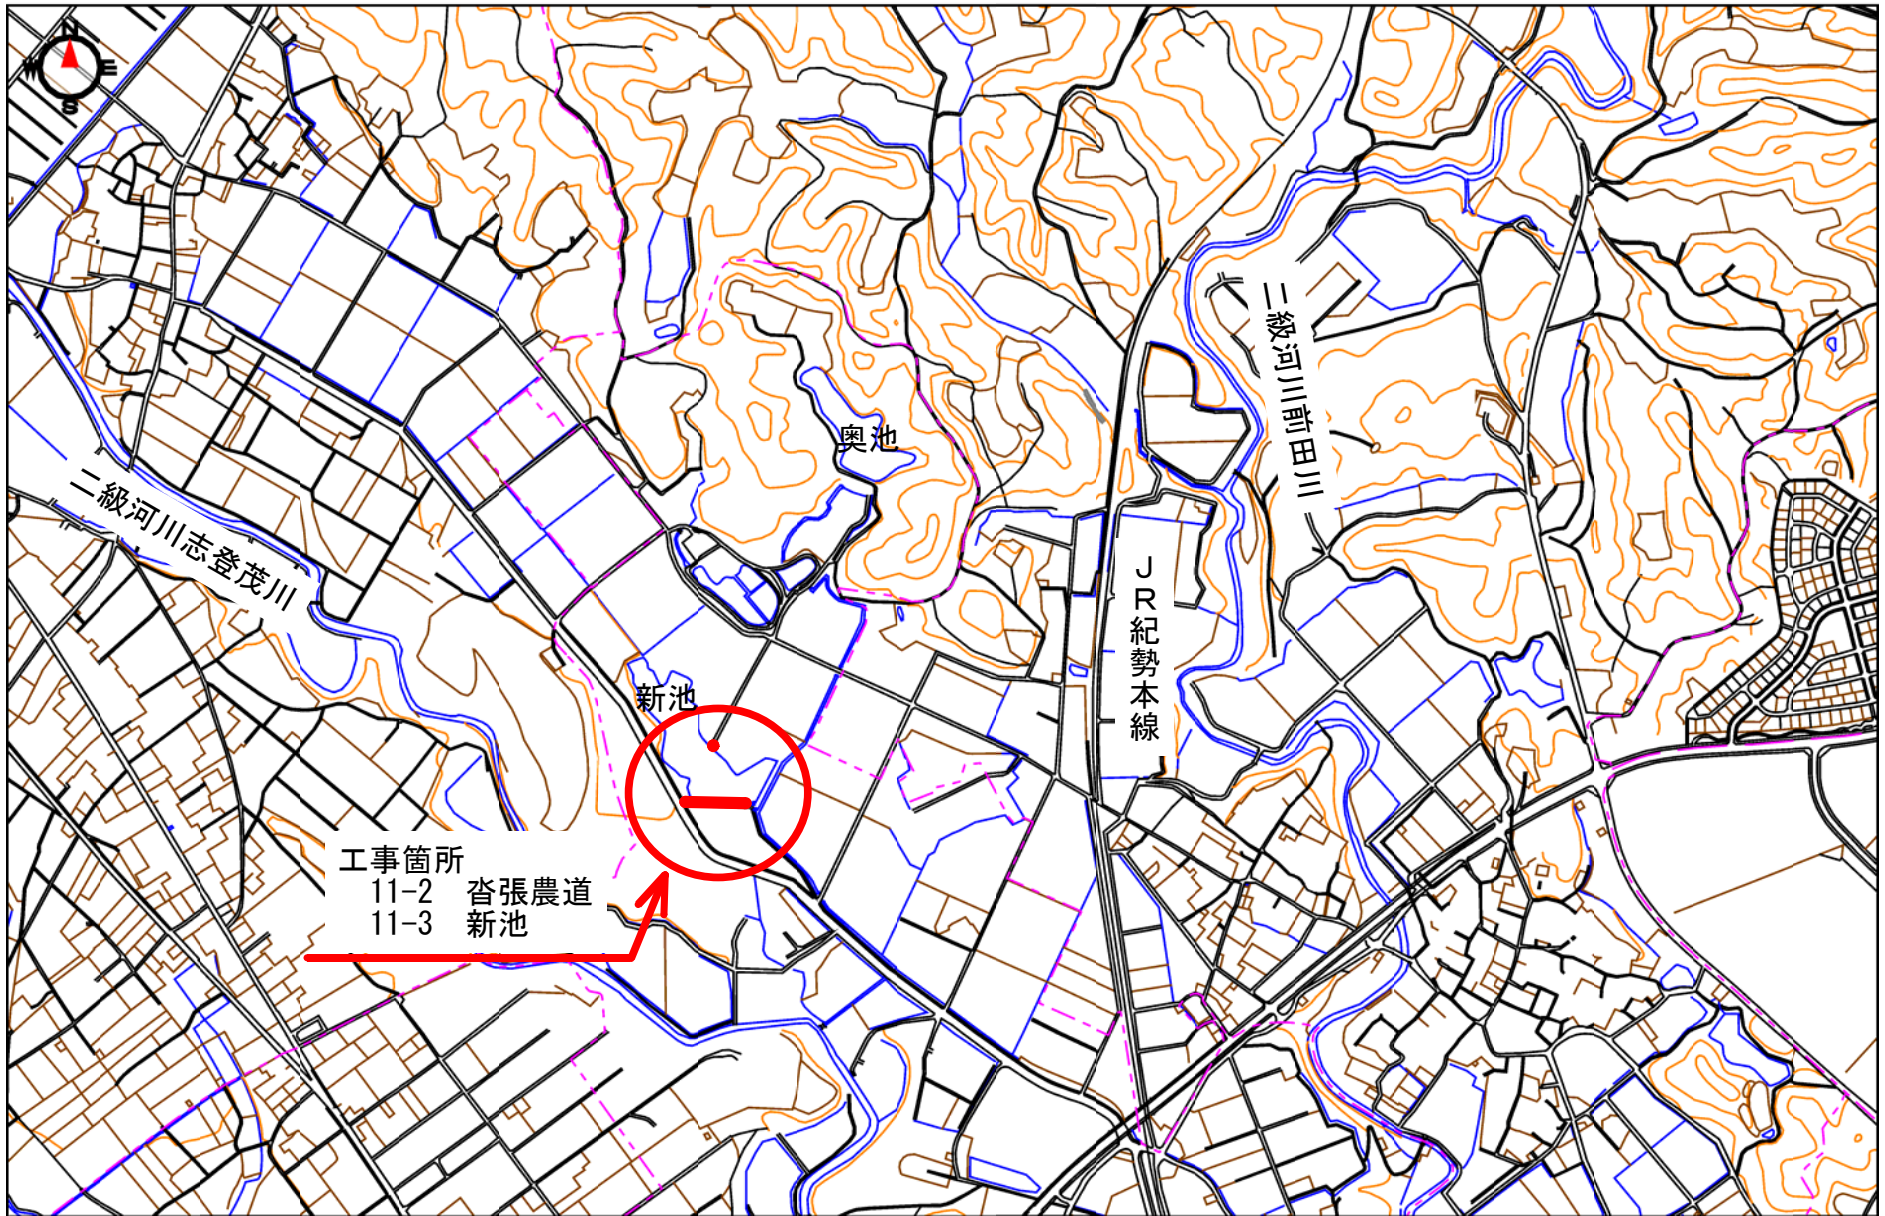 N
W
E
S
二級河川前田川
奥池
二級河川志登茂川
JR紀勢本線
新池
工事箇所
11-2 沓張農道
11-3 新池